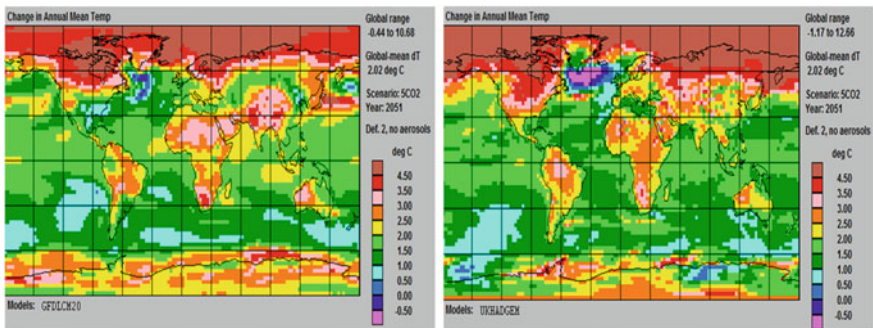 Change in Annual Mean Temp
Global range
-0.44 to 10.68
Global-mean dT
2.02 deg C
Scenario: 5CO2
Year: 2051
Def. 2, no aerosols
deg C
4.50
3.50
3.00
2.50
2.00
1.50
1.00
0.50
0.00
-0.50
Models: GFDLCM20
Change in Annual Mean Temp
Global range
-1.17 to 12.66
Global-mean dT
2.02 deg C
Scenario: 5CO2
Year: 2051
Def. 2, no aerosols
deg C
4.50
3.50
3.00
2.50
2.00
1.50
1.00
0.50
0.00
-0.50
Models: UKHADGEM